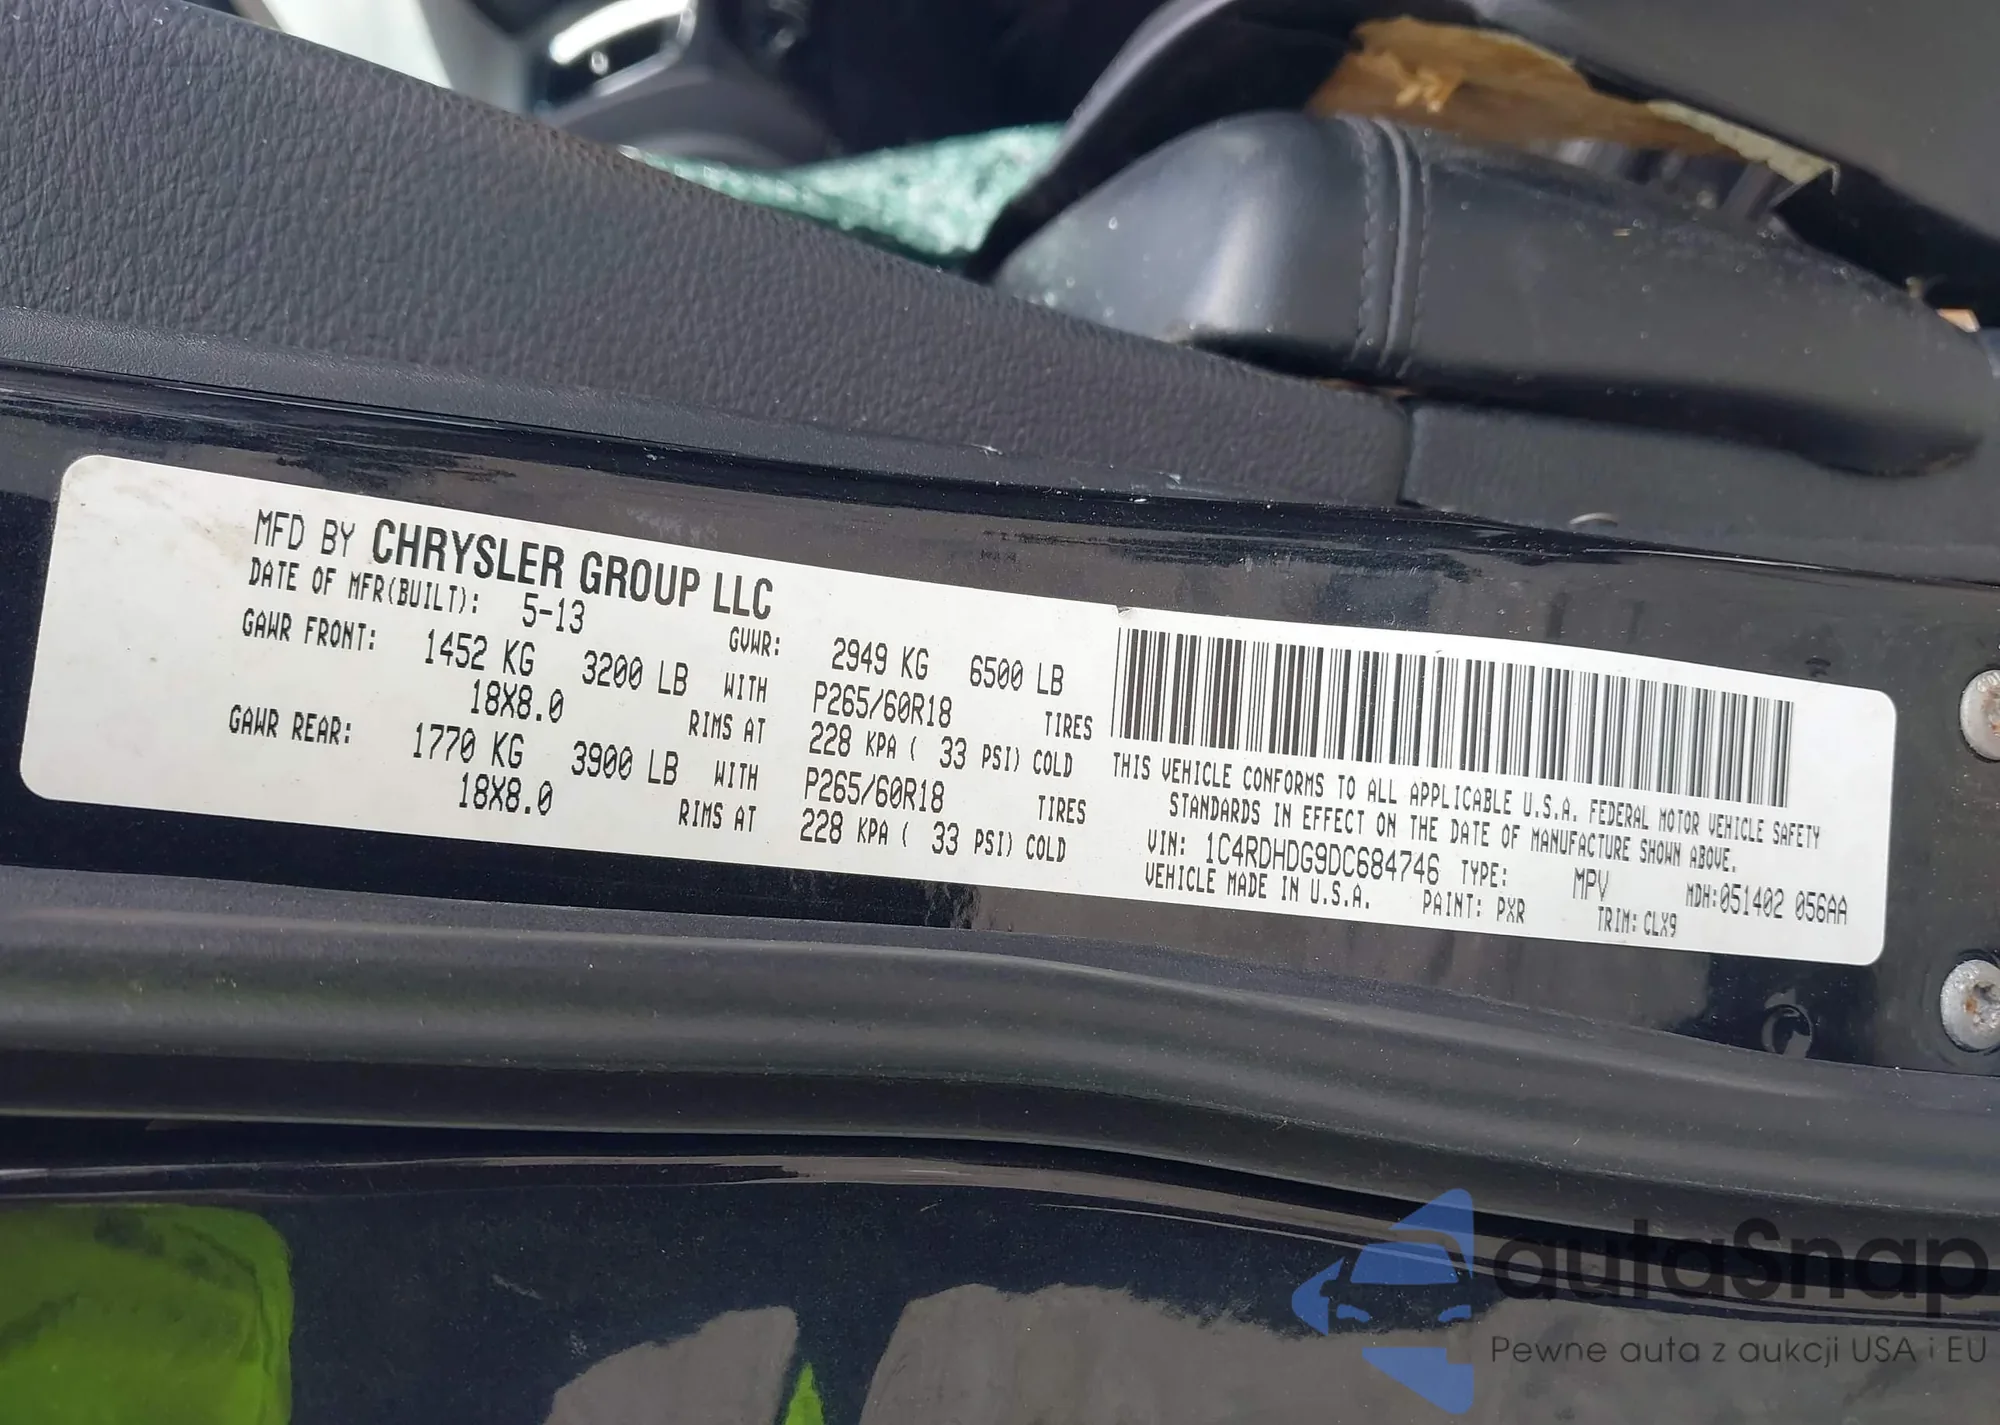 MFD BY CHRYSLER GROUP LLC
DATE OF MFR(BUILT): 5-13 GVWR: 2949 KG 6500 LB
GAWR FRONT: 1452 KG 3200 LB WITH P265/60R18 TIRES
18X8.0 RIMS AT 228 KPA ( 33 PSI) COLD
GAWR REAR: 1770 KG 3900 LB WITH P265/60R18 TIRES
18X8.0 RIMS AT 228 KPA ( 33 PSI) COLD
THIS VEHICLE CONFORMS TO ALL APPLICABLE U.S.A. FEDERAL MOTOR VEHICLE SAFETY
STANDARDS IN EFFECT ON THE DATE OF MANUFACTURE SHOWN ABOVE.
VIN: 1C4RDHDG9DC684746 TYPE: MPV MDH:051402 056AA
VEHICLE MADE IN U.S.A. PAINT: PXR TRIM: CLX9
autaSnap
Pewne auta z aukcji USA i EU